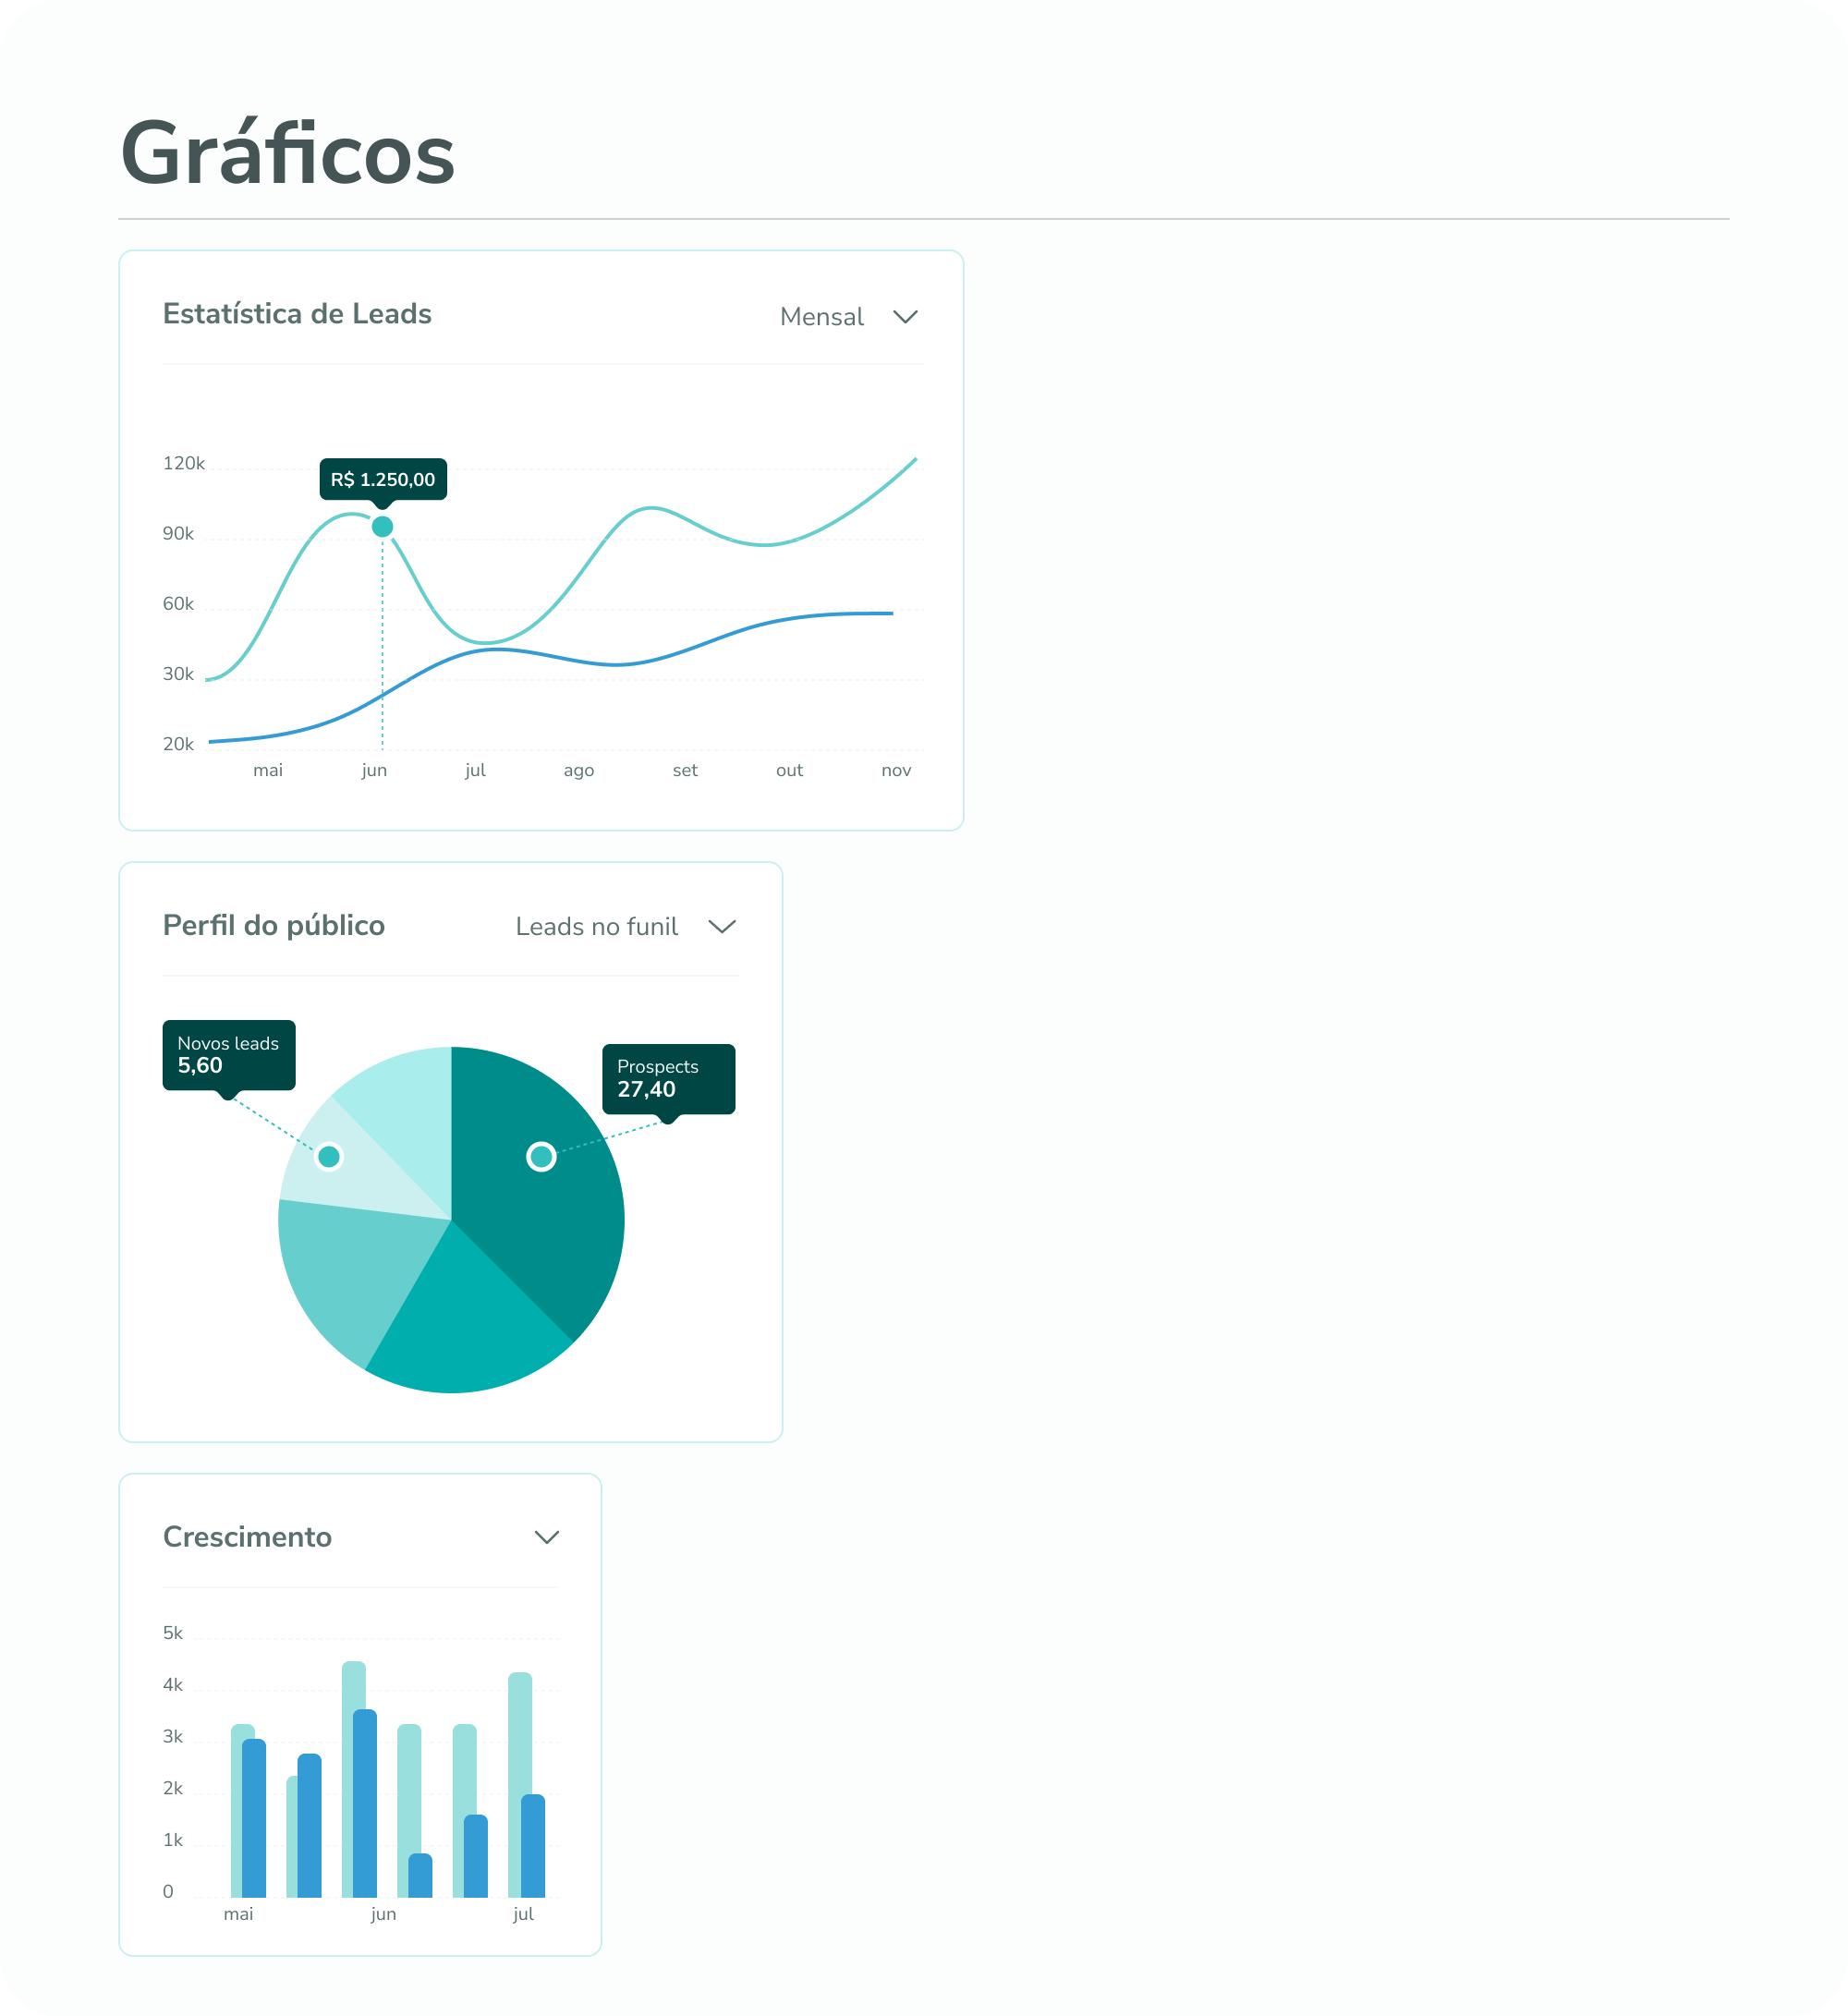 Gráficos
Estatística de Leads
Mensal
120k
R$ 1.250,00
90k
60k
30k
20k
mai jun jul ago set out nov
Perfil do público
Leads no funil
Novos leads
5,60
Prospects
27,40
Crescimento
5k
4k
3k
2k
1k
0
mai jun jul